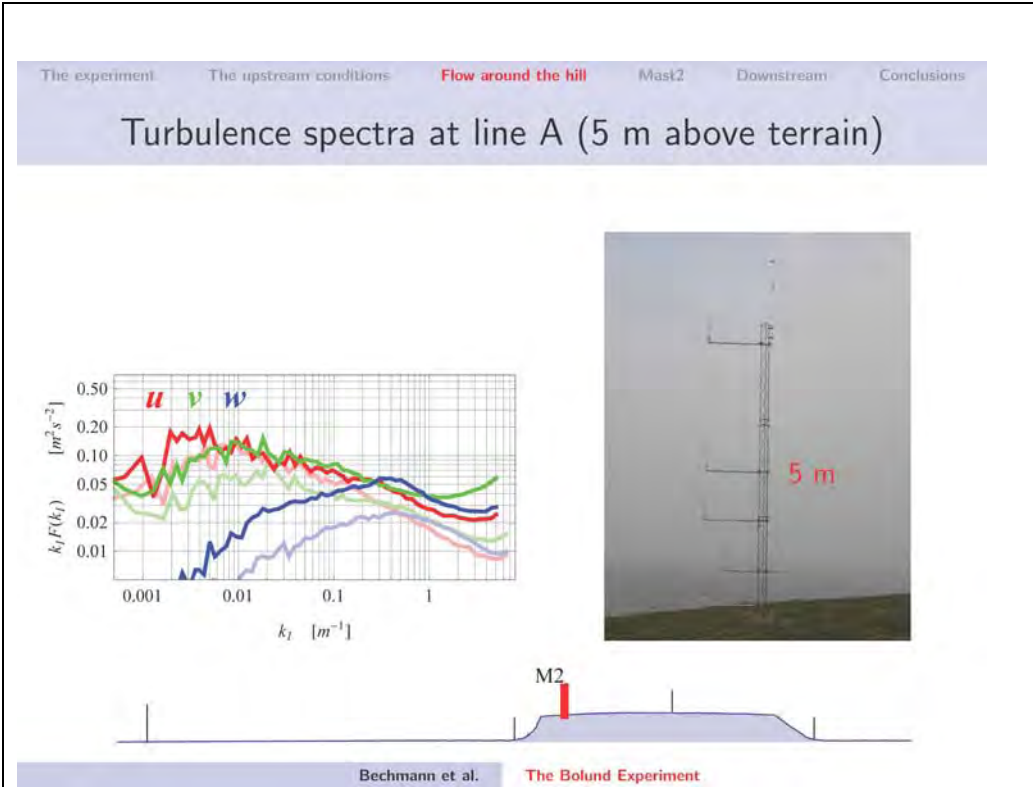 The experiment The upstream conditions Flow around the hill Mast2 Downstream Conclusions
Turbulence spectra at line A (5 m above terrain)
u v w
0.50
0.20
0.10
0.05
0.02
0.01
k₁F(k₁) [m²s⁻²]
0.001 0.01 0.1 1
k₁ [m⁻¹]
5 m
M2
Bechmann et al. The Bolund Experiment